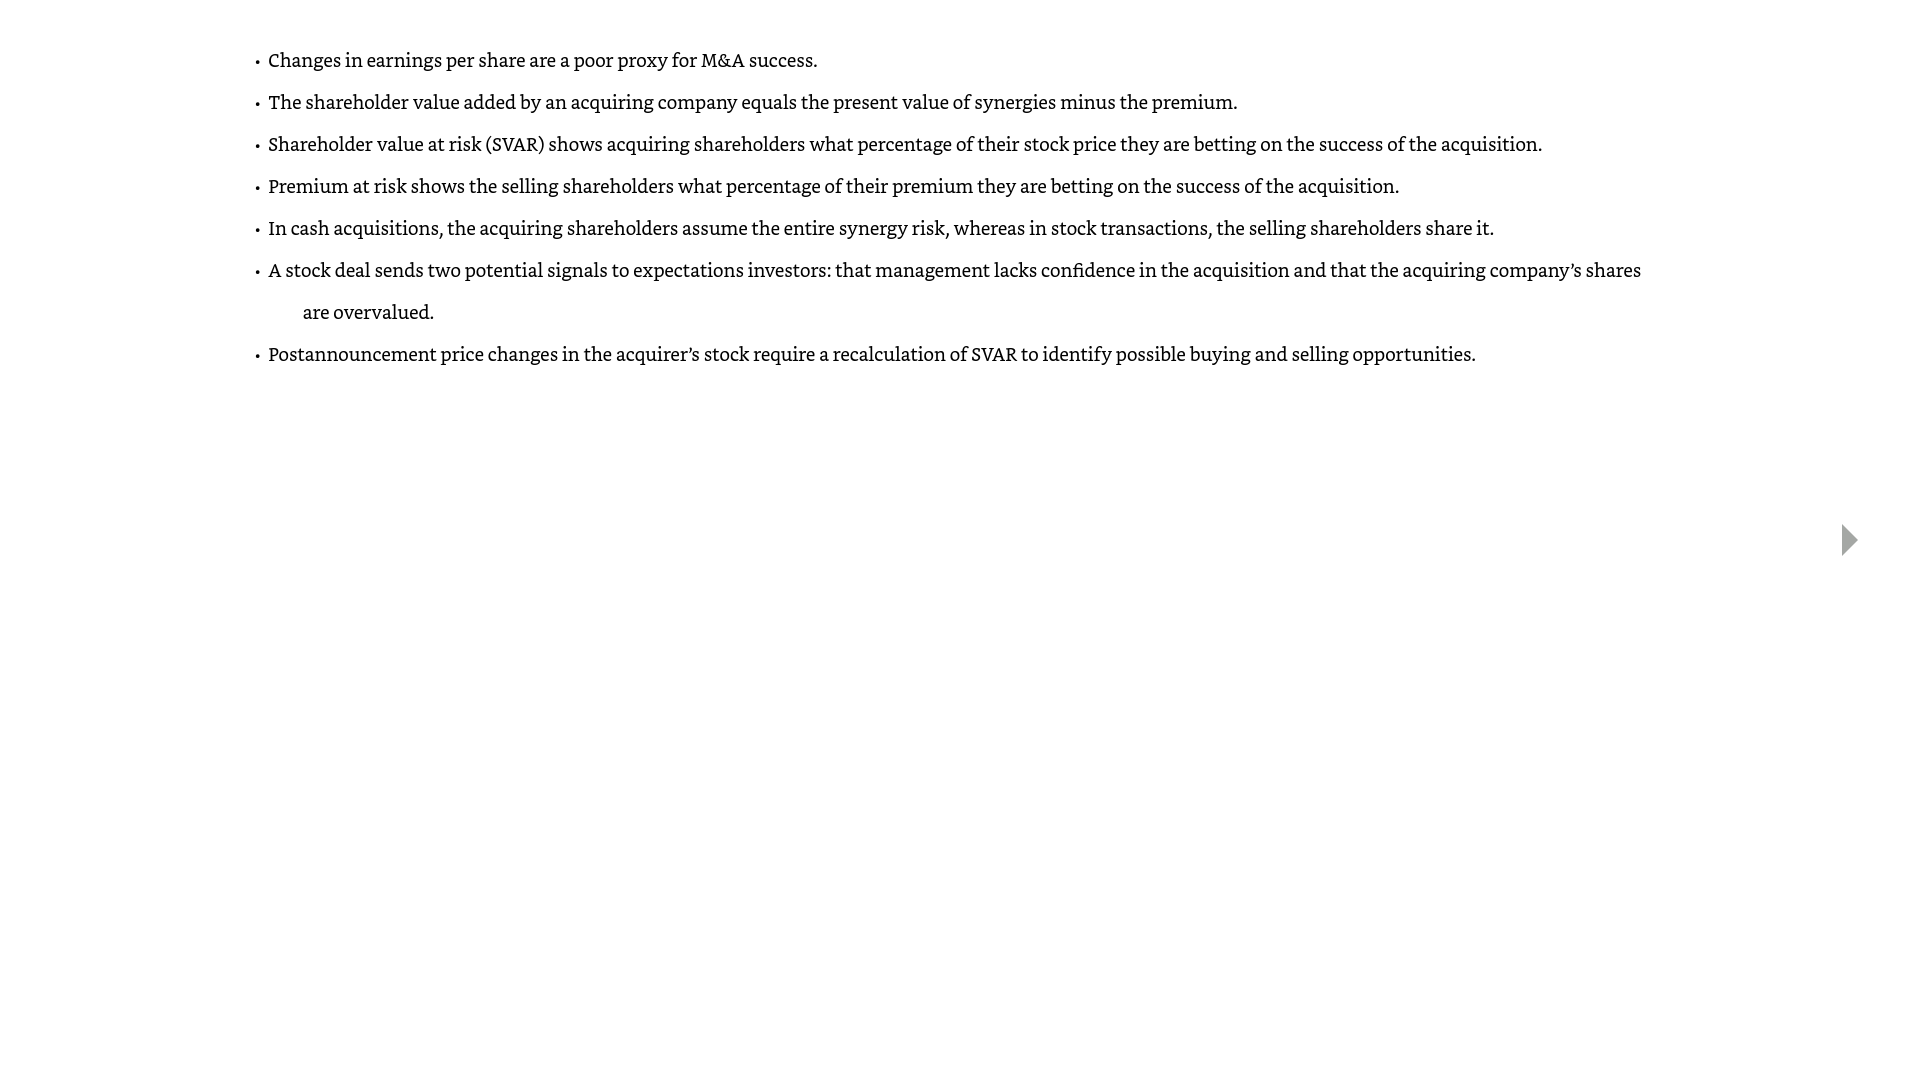 • Changes in earnings per share are a poor proxy for M&A success.
• The shareholder value added by an acquiring company equals the present value of synergies minus the premium.
• Shareholder value at risk (SVAR) shows acquiring shareholders what percentage of their stock price they are betting on the success of the acquisition.
• Premium at risk shows the selling shareholders what percentage of their premium they are betting on the success of the acquisition.
• In cash acquisitions, the acquiring shareholders assume the entire synergy risk, whereas in stock transactions, the selling shareholders share it.
• A stock deal sends two potential signals to expectations investors: that management lacks confidence in the acquisition and that the acquiring company’s shares
are overvalued.
• Postannouncement price changes in the acquirer’s stock require a recalculation of SVAR to identify possible buying and selling opportunities.